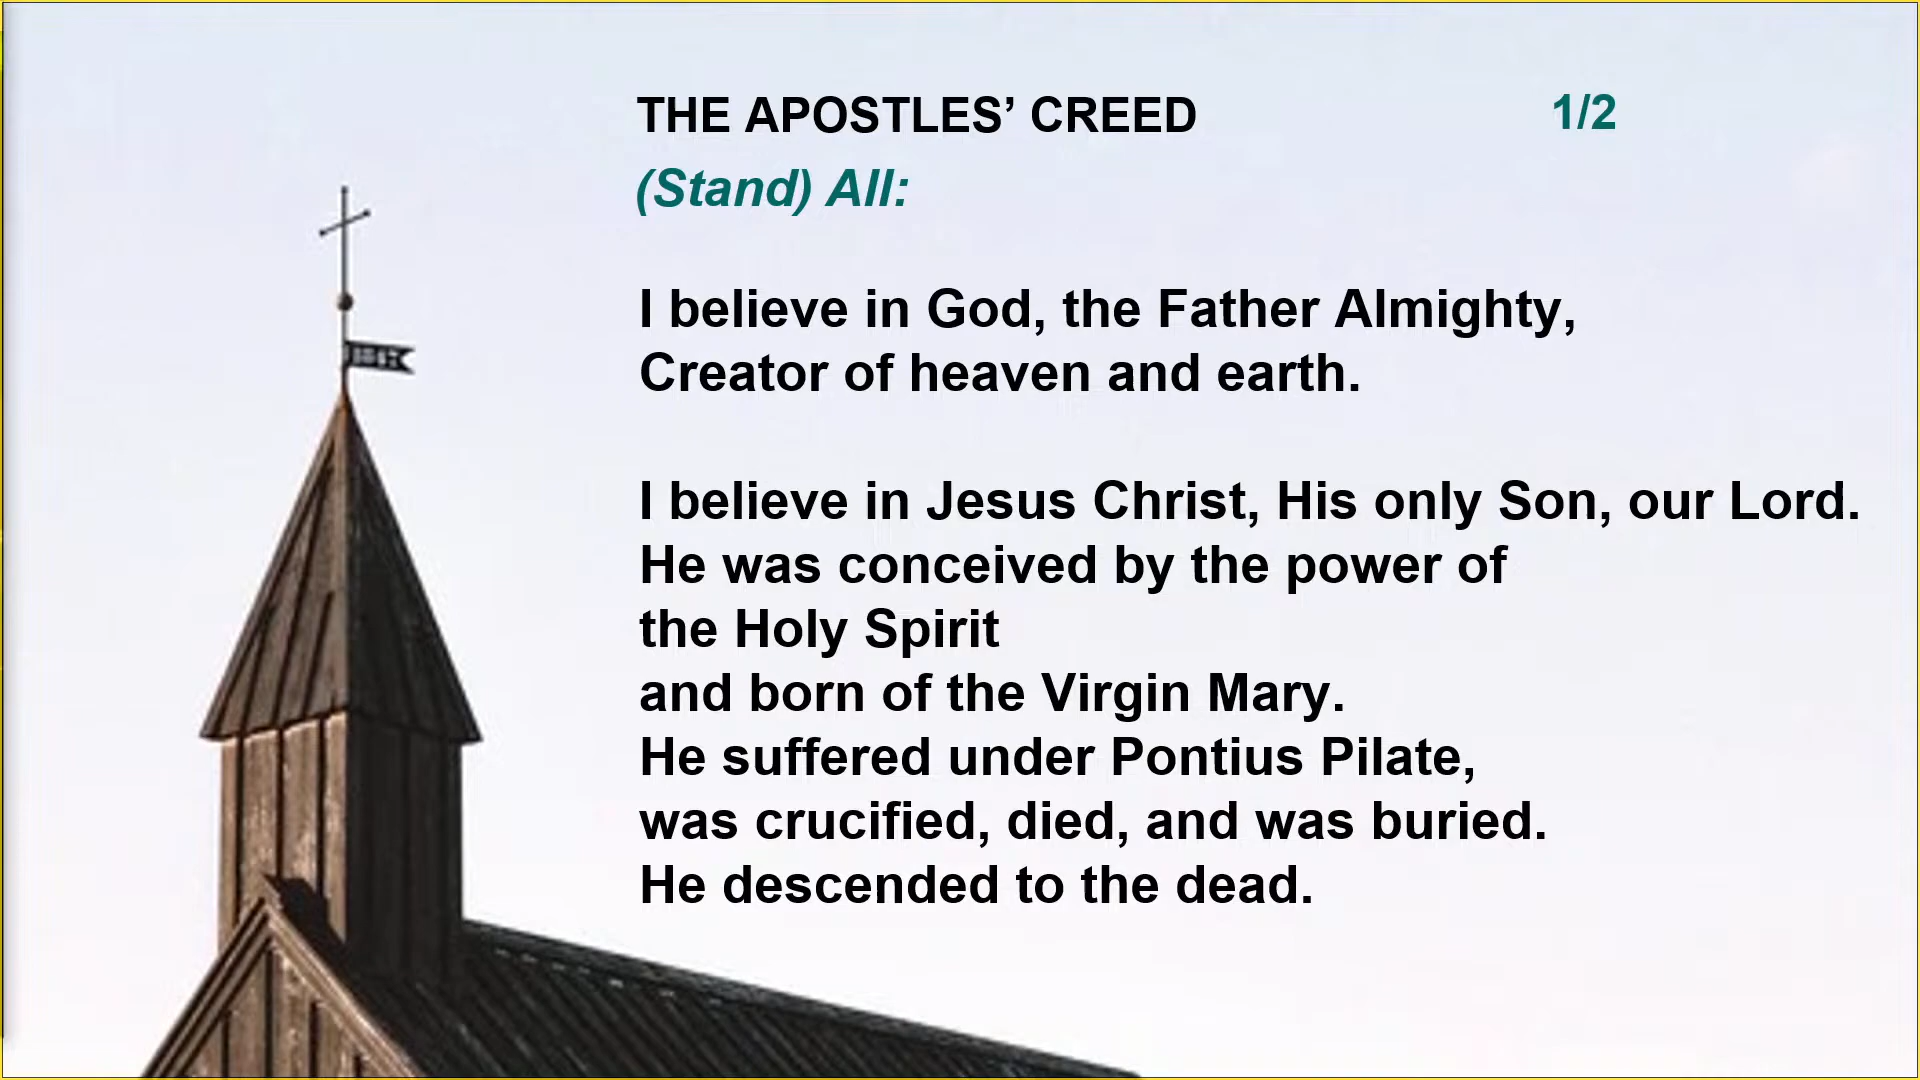 THE APOSTLES’ CREED 1/2
(Stand) All:
I believe in God, the Father Almighty,
Creator of heaven and earth.
I believe in Jesus Christ, His only Son, our Lord.
He was conceived by the power of
the Holy Spirit
and born of the Virgin Mary.
He suffered under Pontius Pilate,
was crucified, died, and was buried.
He descended to the dead.